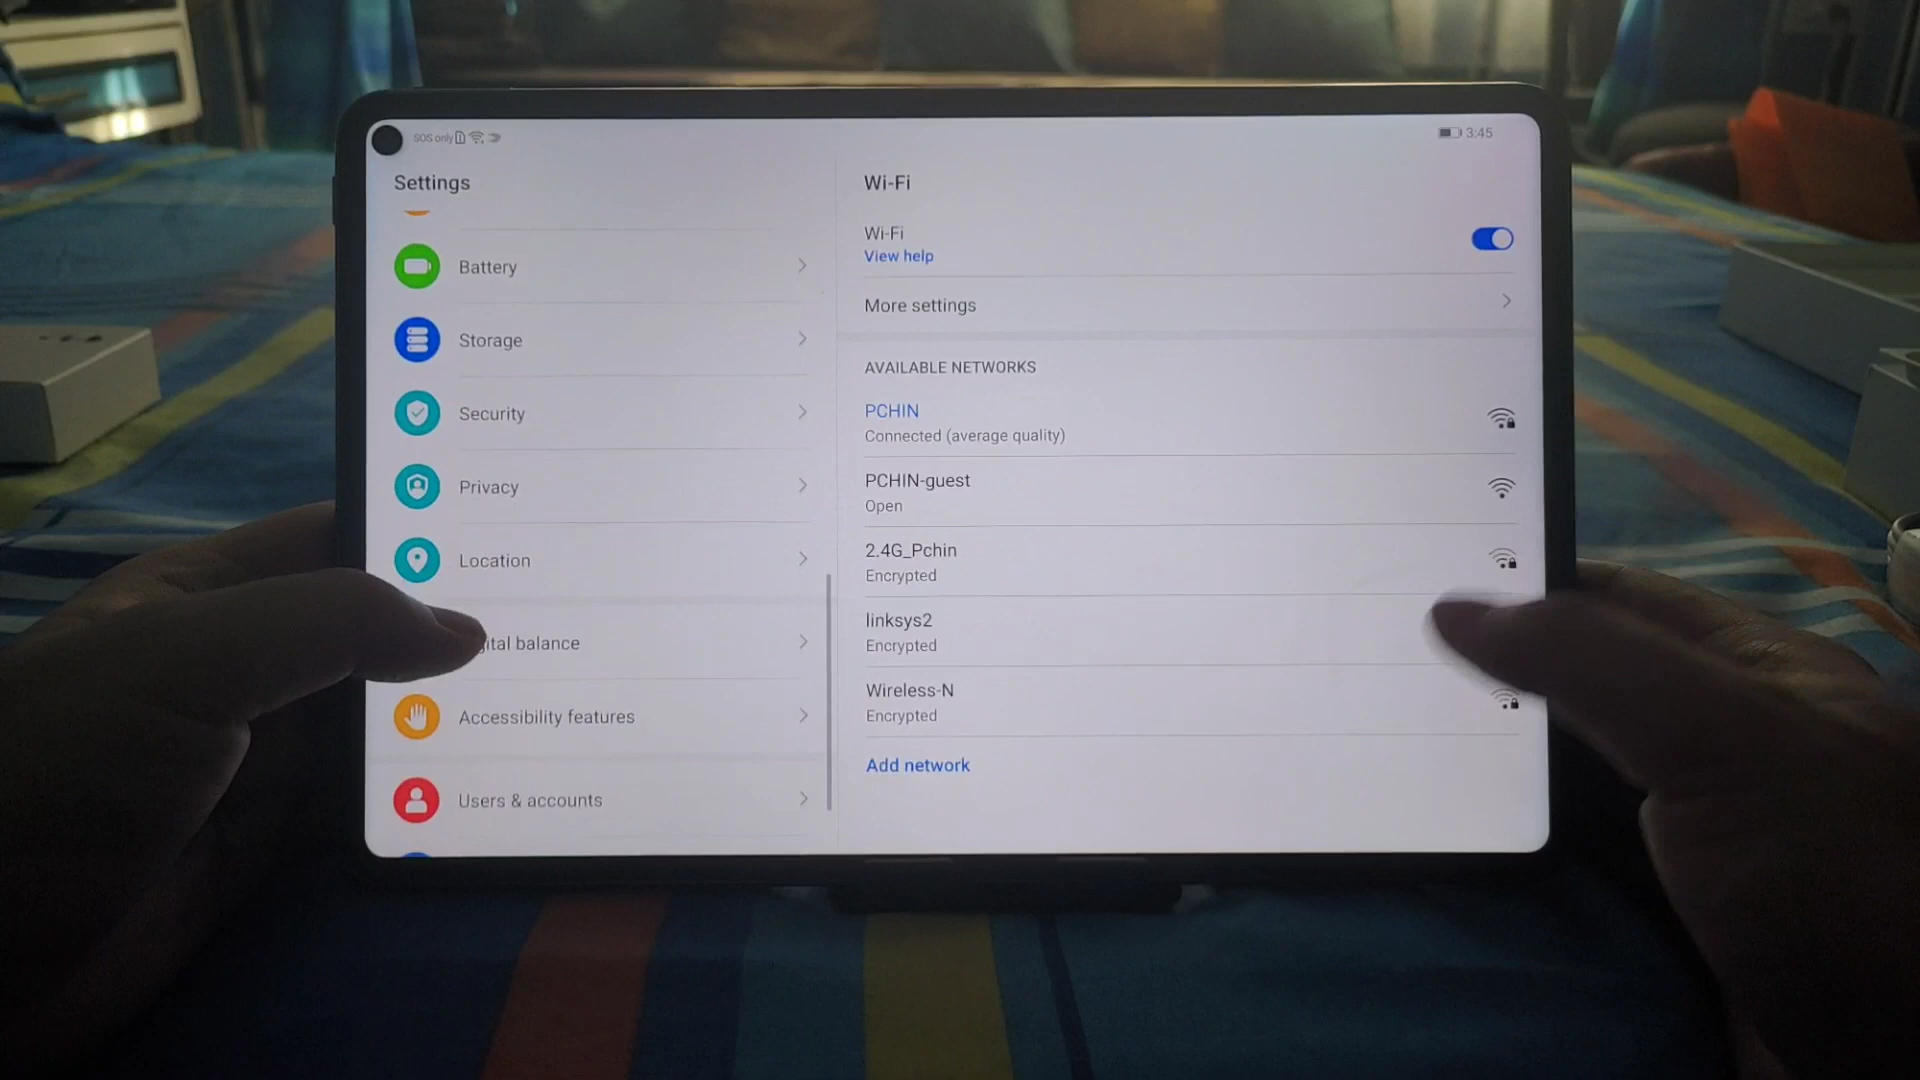 SOS only
3:45
Settings
Battery
Storage
Security
Privacy
Location
ital balance
Accessibility features
Users & accounts
Wi-Fi
Wi-Fi
View help
More settings
AVAILABLE NETWORKS
PCHIN
Connected (average quality)
PCHIN-guest
Open
2.4G_Pchin
Encrypted
linksys2
Encrypted
Wireless-N
Encrypted
Add network